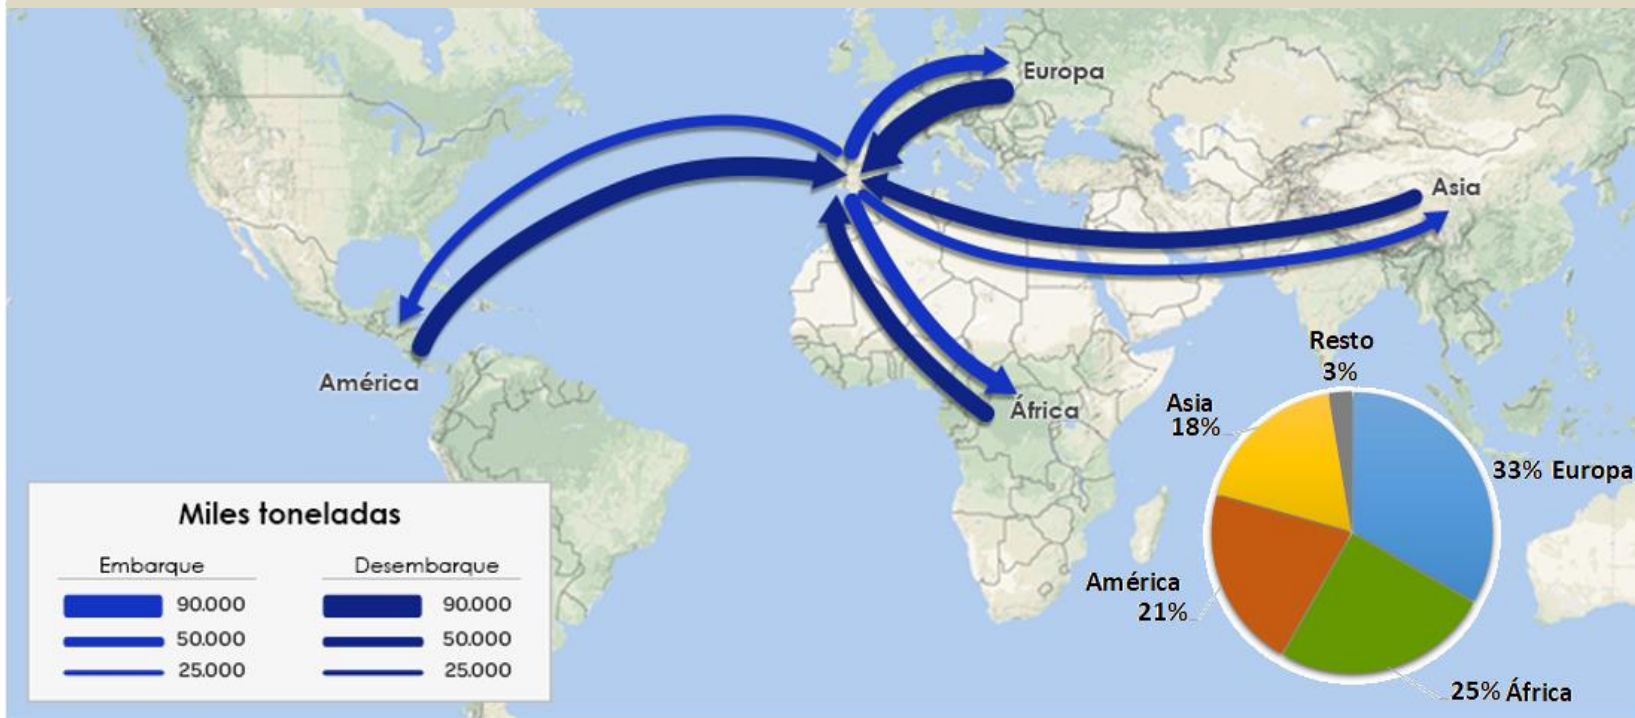 Europa
Asia
América
África
Resto
3%
Asia
18%
33% Europa
América
21%
25% África
Miles toneladas
Embarque
Desembarque
90.000
90.000
50.000
50.000
25.000
25.000